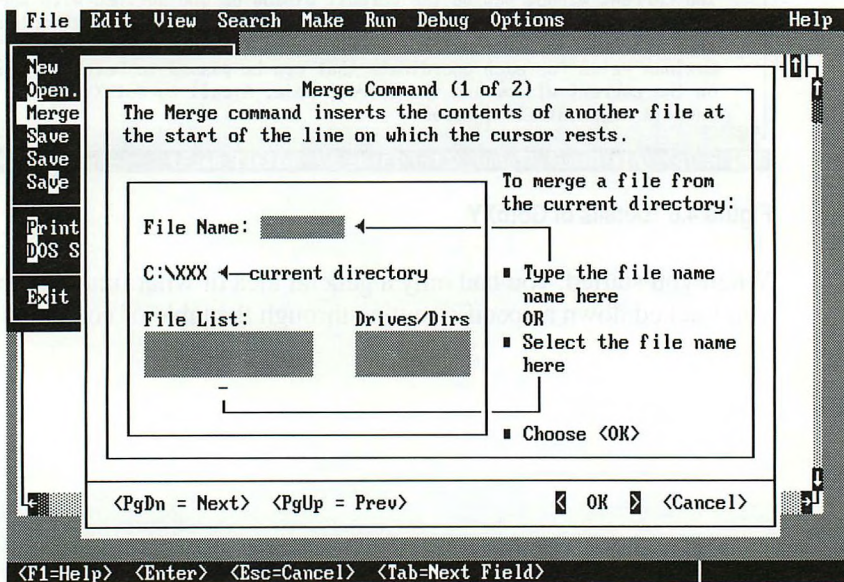 File Edit View Search Make Run Debug Options Help
New
Open.
Merge
Save
Save
Save
Print
DOS S
Exit
Merge Command (1 of 2)
The Merge command inserts the contents of another file at
the start of the line on which the cursor rests.
To merge a file from
the current directory:
File Name:
C:\XXX current directory
File List: Drives/Dirs
■ Type the file name
name here
OR
■ Select the file name
here
■ Choose <OK>
<PgDn = Next> <PgUp = Prev> < OK > <Cancel>
<F1=Help> <Enter> <Esc=Cancel> <Tab=Next Field>